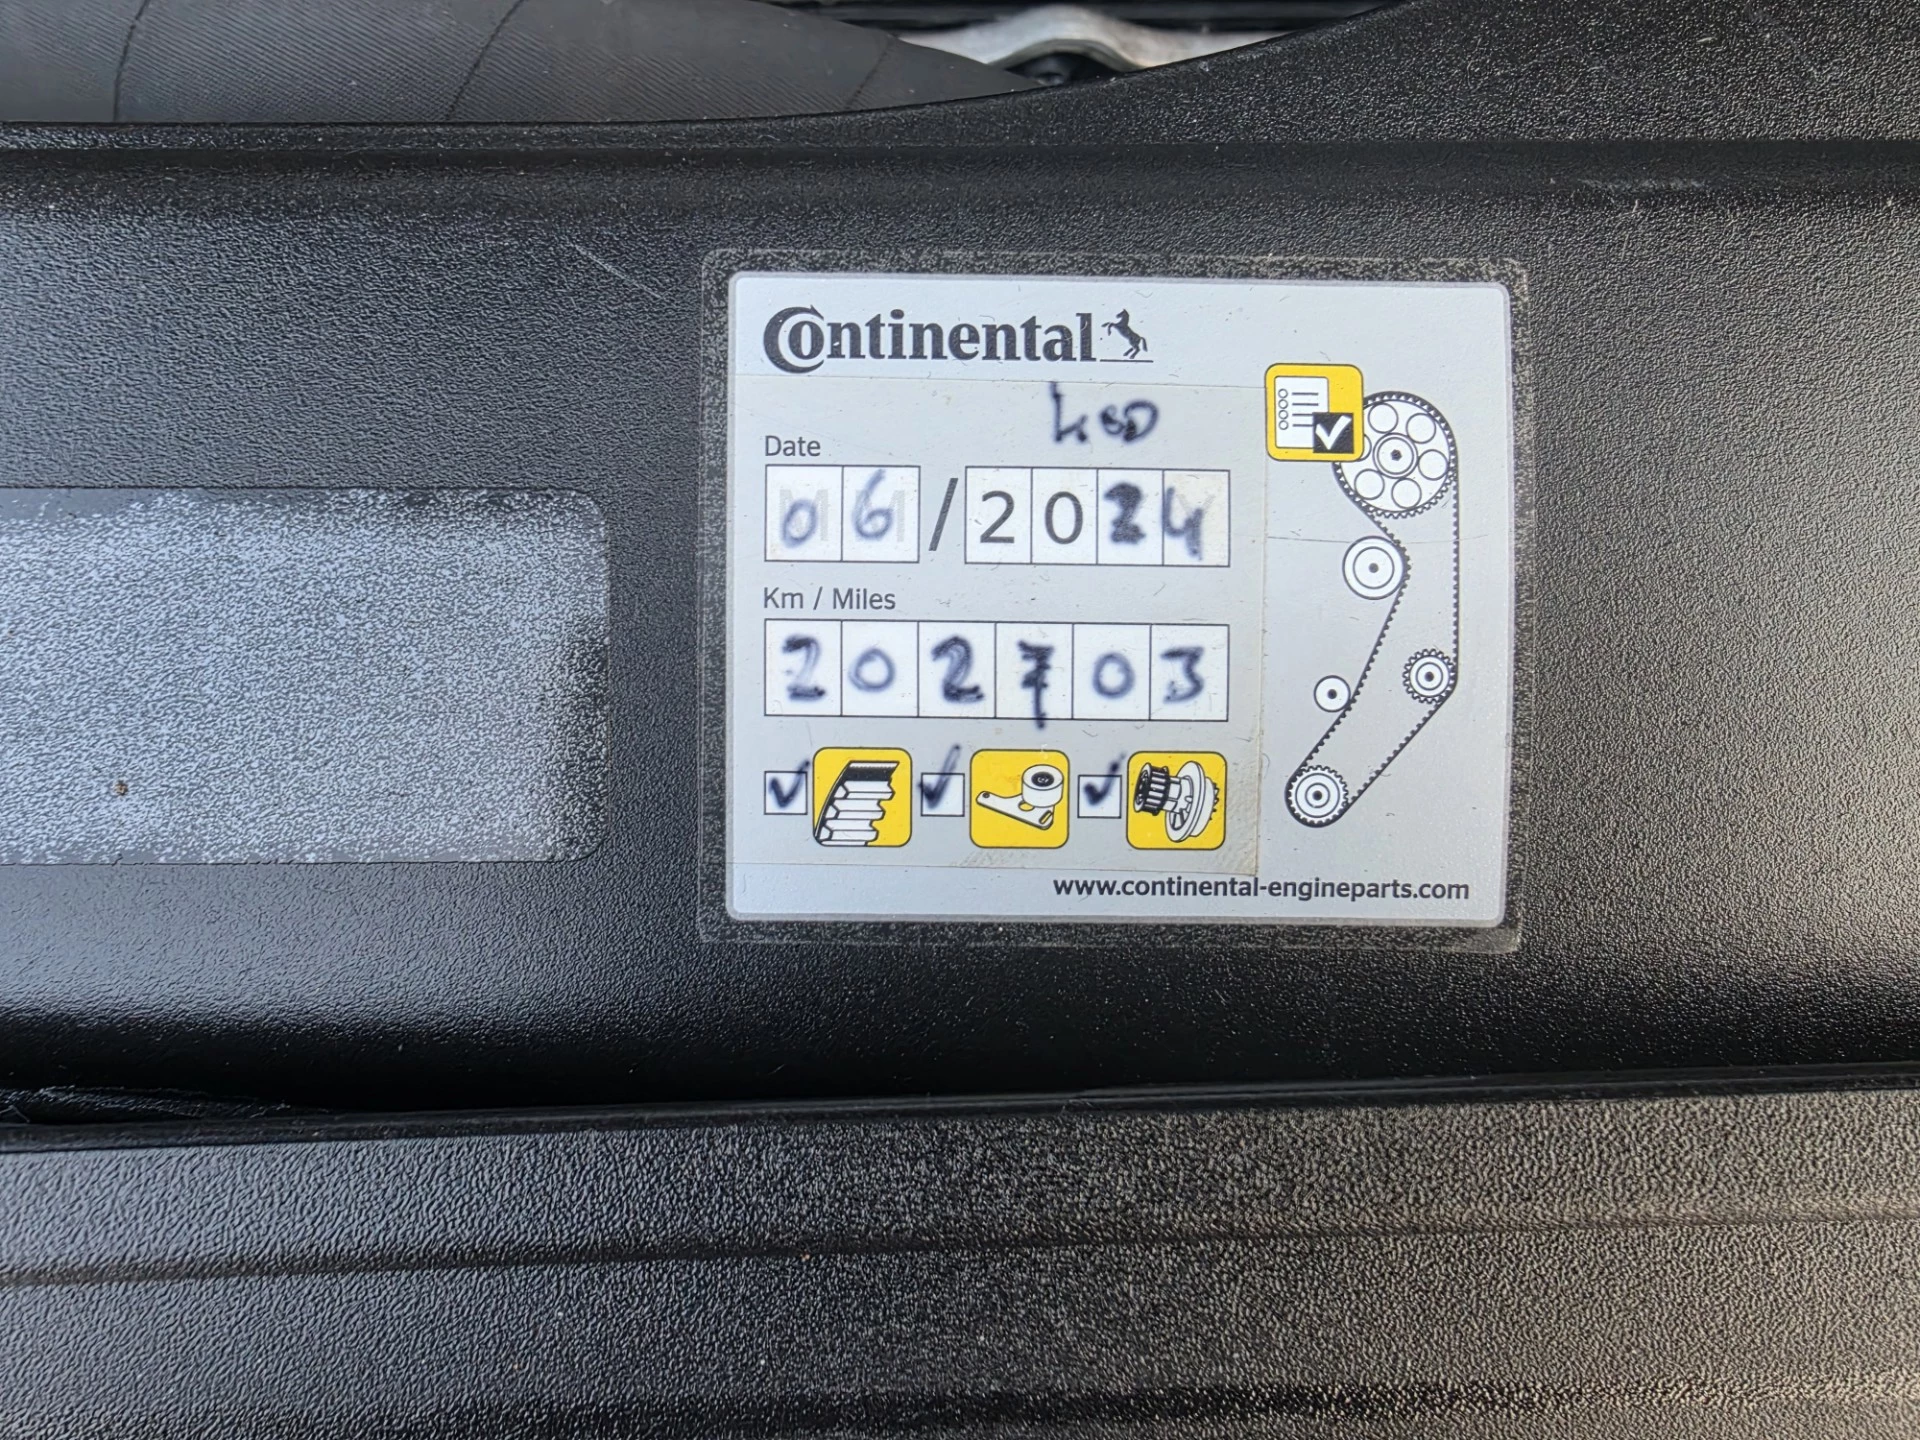 Continental
Date
06/2024
Km / Miles
202703
www.continental-engineparts.com